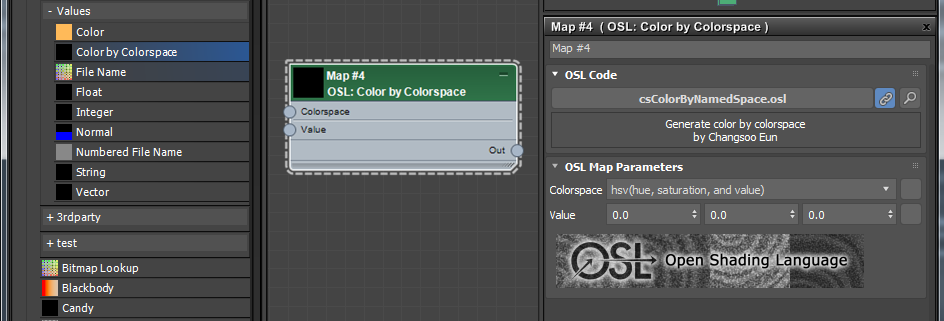 - Values
Color
Color by Colorspace
File Name
Float
Integer
Normal
Numbered File Name
String
Vector
+ 3rdparty
+ test
Bitmap Lookup
Blackbody
Candy
Map #4
OSL: Color by Colorspace
Colorspace
Value
Out
Map #4 ( OSL: Color by Colorspace )
x
Map #4
OSL Code
csColorByNamedSpace.osl
Generate color by colorspace
by Changsoo Eun
OSL Map Parameters
Colorspace hsv(hue, saturation, and value)
Value 0.0 0.0 0.0
OSL Open Shading Language